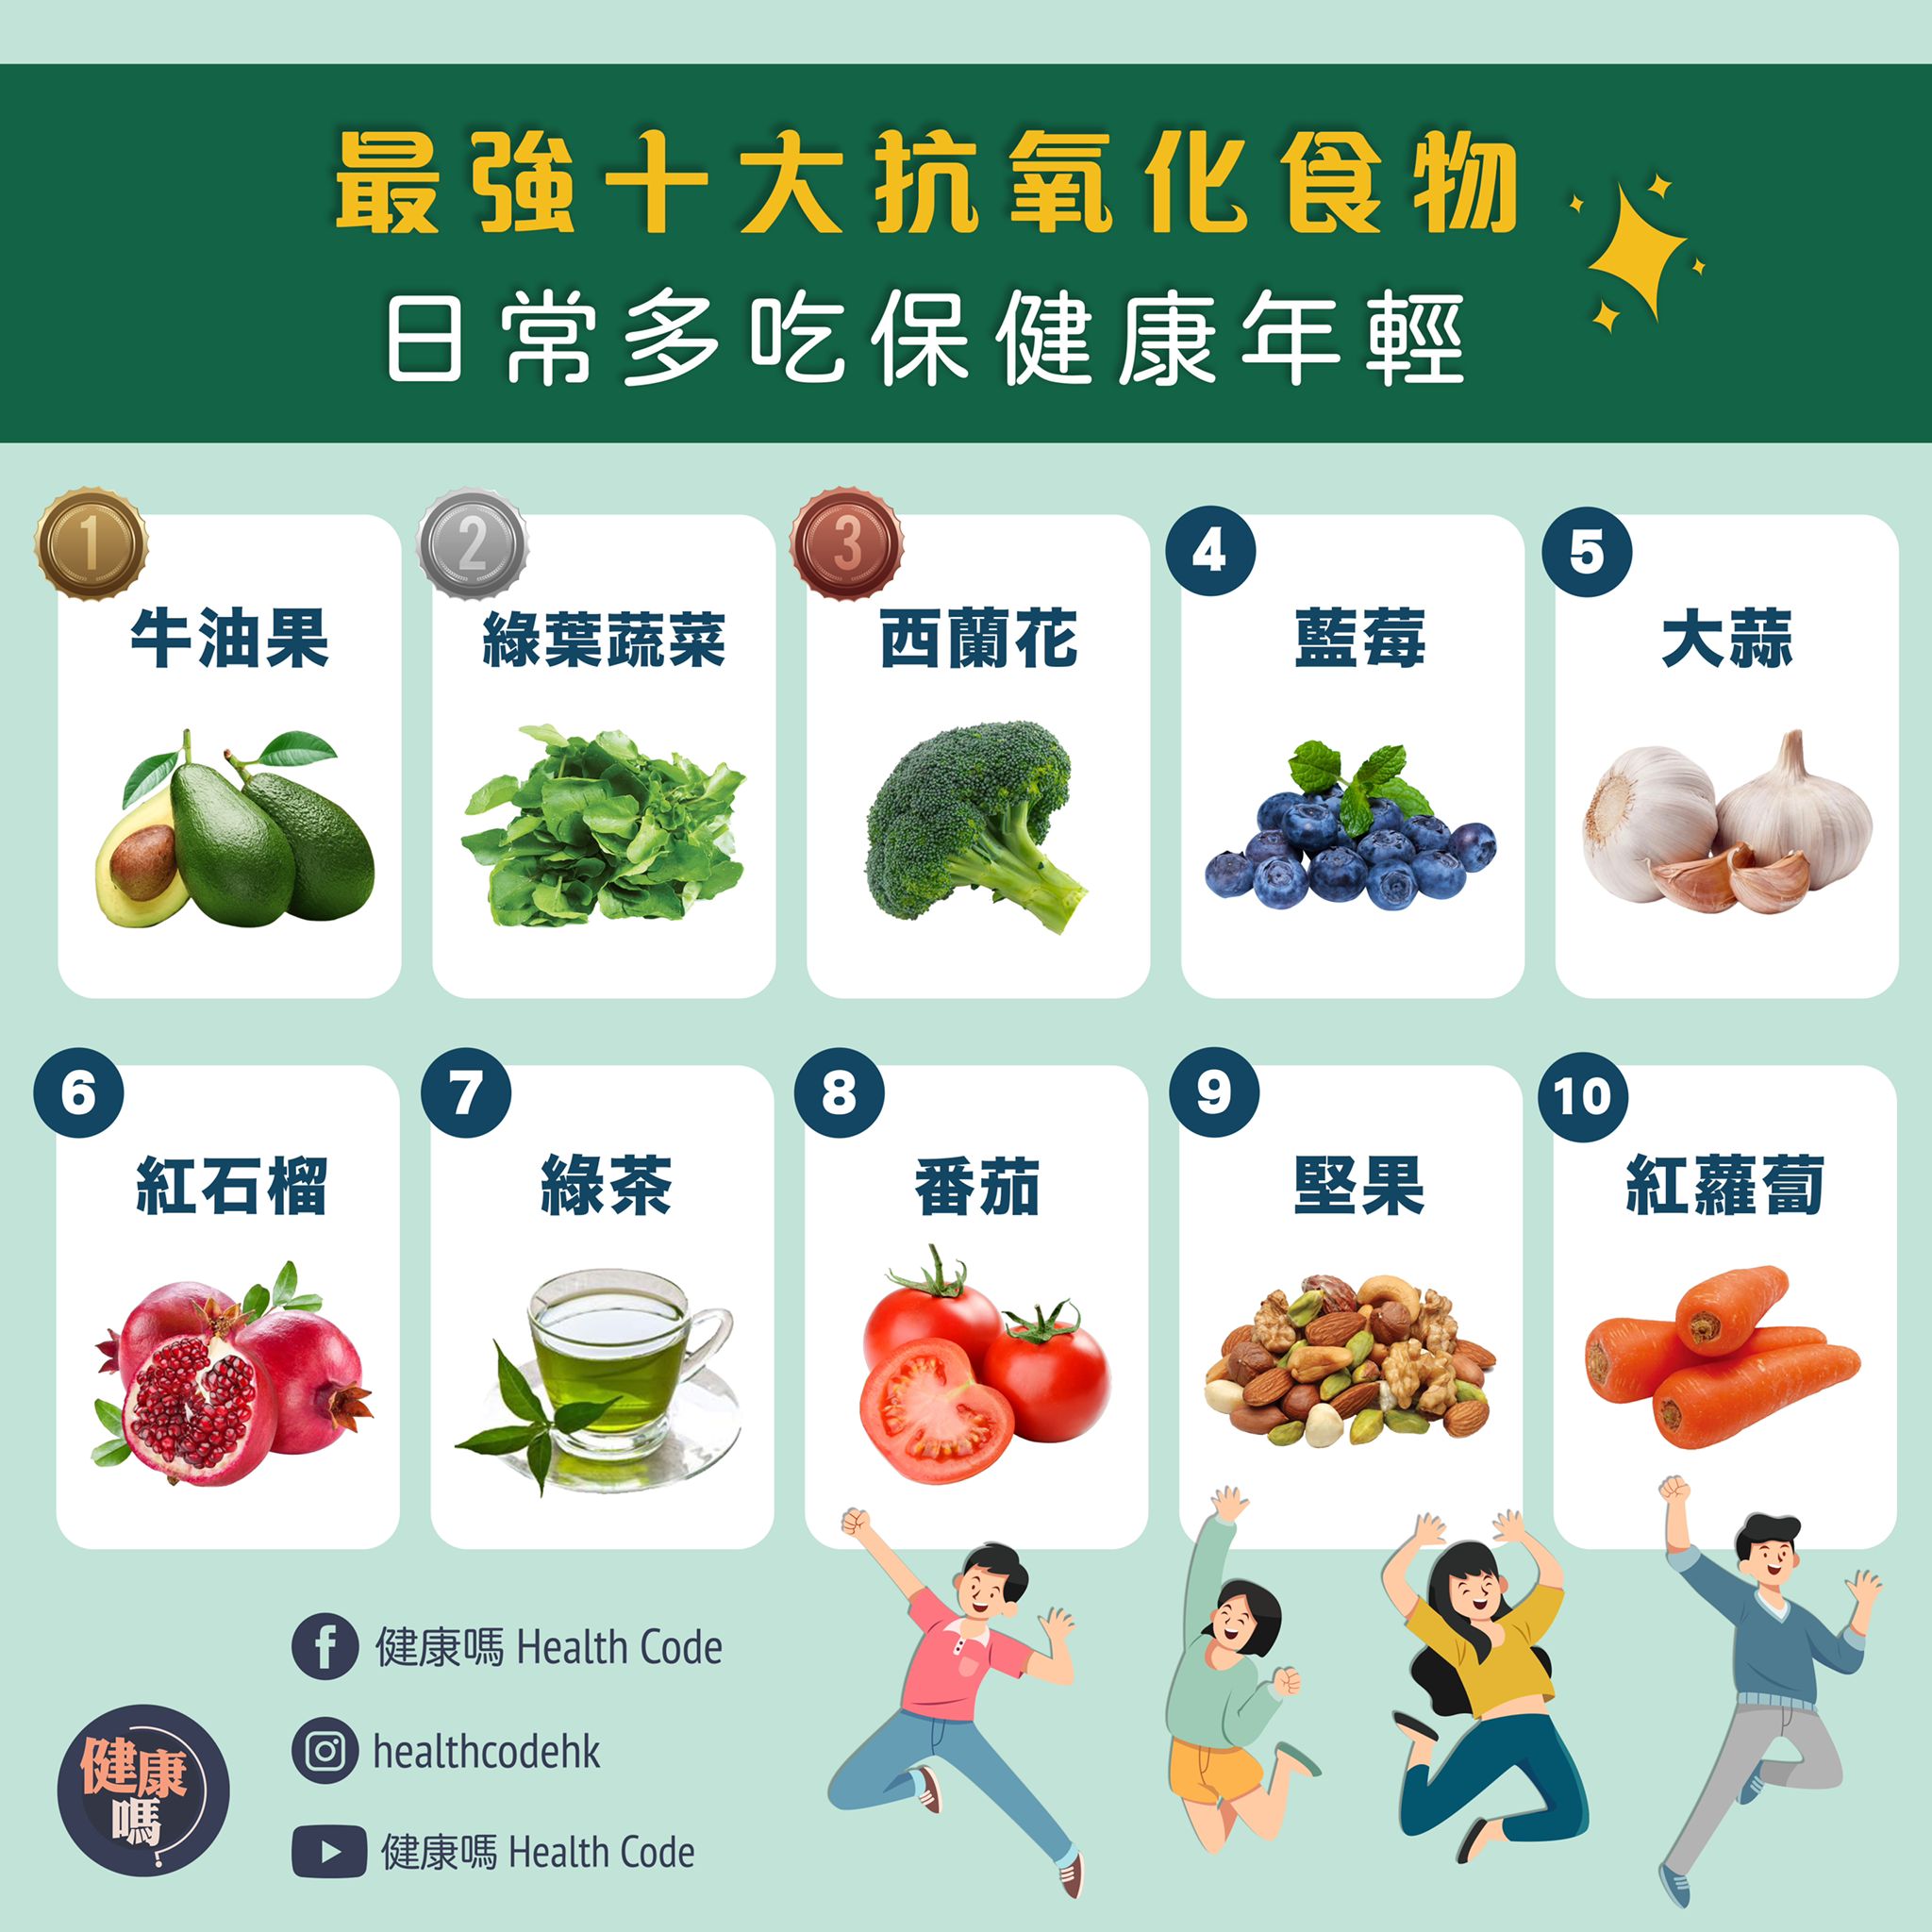 最強十大抗氧化食物
日常多吃保健康年輕
1
牛油果
2
綠葉蔬菜
3
西蘭花
4
藍莓
5
大蒜
6
紅石榴
7
綠茶
8
番茄
9
堅果
10
紅蘿蔔
健康嗎 Health Code
healthcodehk
健康嗎 Health Code
健康
嗎?